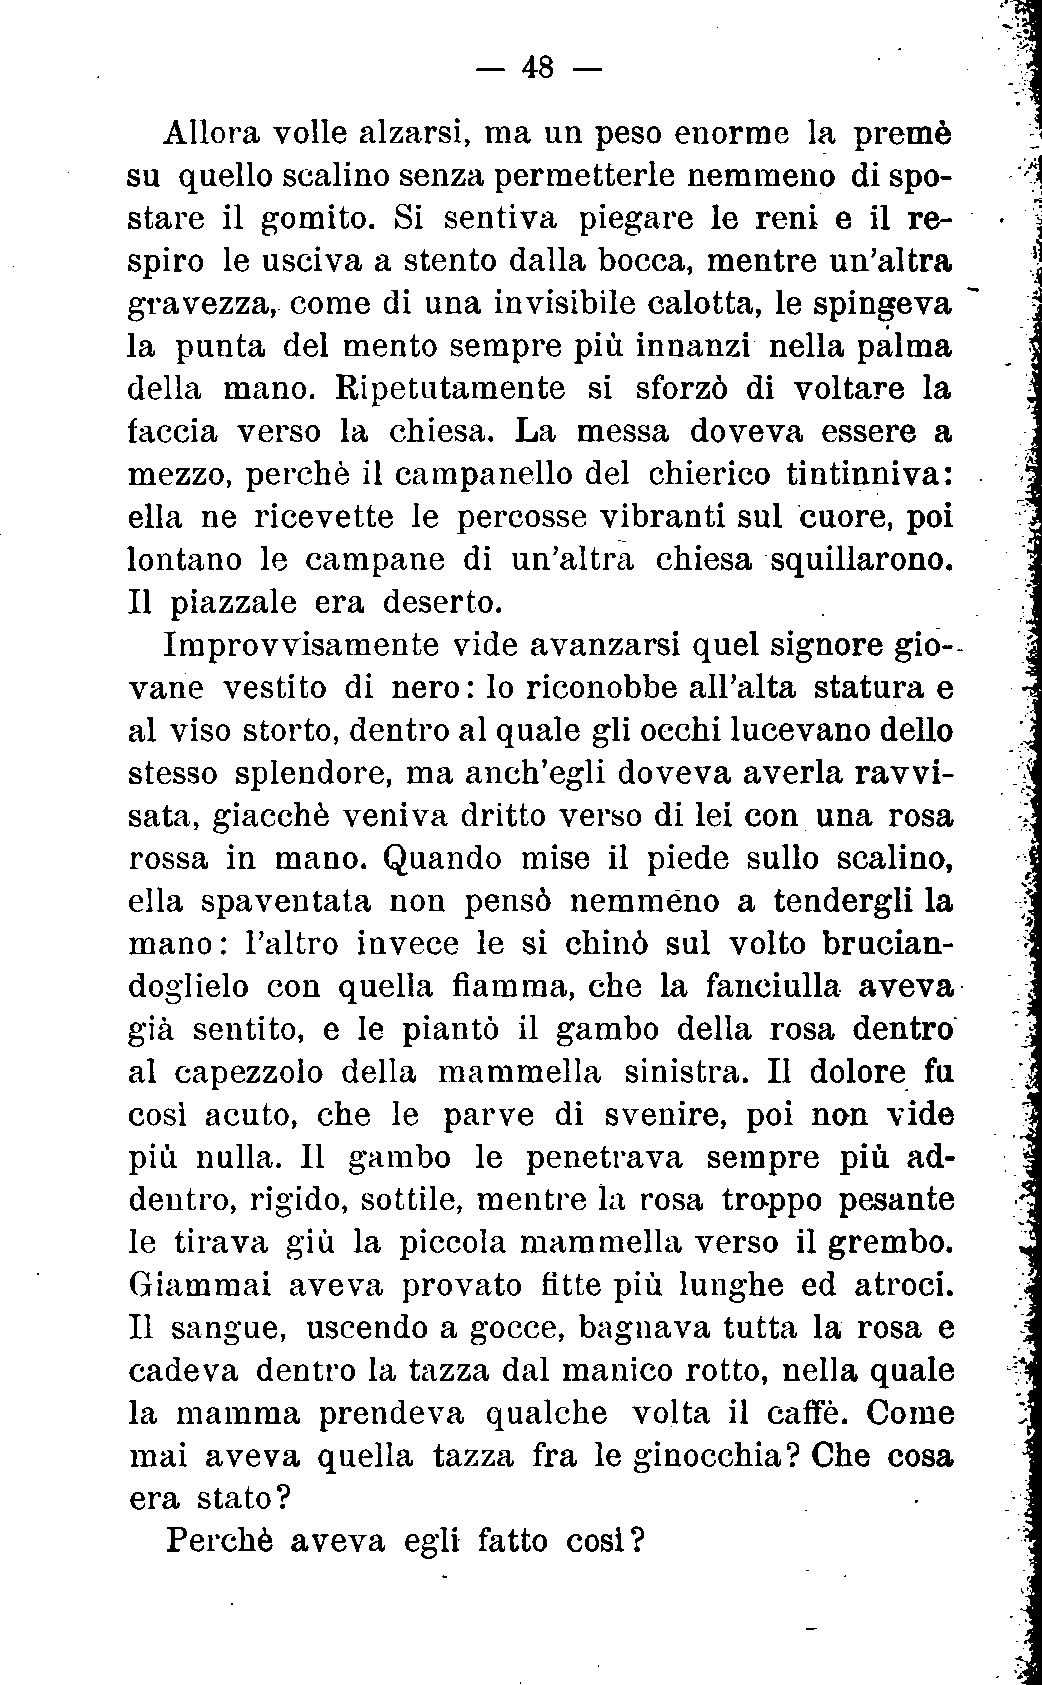 — 48 —
Allora volle alzarsi, ma un peso enorme la premè
su quello scalino senza permetterle nemmeno di spo-
stare il gomito. Si sentiva piegare le reni e il re-
spiro le usciva a stento dalla bocca, mentre un'altra
gravezza, come di una invisibile calotta, le spingeva
la punta del mento sempre più innanzi nella palma
della mano. Ripetutamente si sforzò di voltare la
faccia verso la chiesa. La messa doveva essere a
mezzo, perchè il campanello del chierico tintinniva:
ella ne ricevette le percosse vibranti sul cuore, poi
lontano le campane di un'altra chiesa squillarono.
Il piazzale era deserto.
Improvvisamente vide avanzarsi quel signore gio-
vane vestito di nero: lo riconobbe all'alta statura e
al viso storto, dentro al quale gli occhi lucevano dello
stesso splendore, ma anch'egli doveva averla ravvi-
sata, giacchè veniva dritto verso di lei con una rosa
rossa in mano. Quando mise il piede sullo scalino,
ella spaventata non pensò nemmeno a tendergli la
mano: l'altro invece le si chinò sul volto brucian-
doglielo con quella fiamma, che la fanciulla aveva
già sentito, e le piantò il gambo della rosa dentro
al capezzolo della mammella sinistra. Il dolore fu
così acuto, che le parve di svenire, poi non vide
più nulla. Il gambo le penetrava sempre più ad-
dentro, rigido, sottile, mentre la rosa troppo pesante
le tirava giù la piccola mammella verso il grembo.
Giammai aveva provato fitte più lunghe ed atroci.
Il sangue, uscendo a gocce, bagnava tutta la rosa e
cadeva dentro la tazza dal manico rotto, nella quale
la mamma prendeva qualche volta il caffè. Come
mai aveva quella tazza fra le ginocchia? Che cosa
era stato?
Perchè aveva egli fatto così?